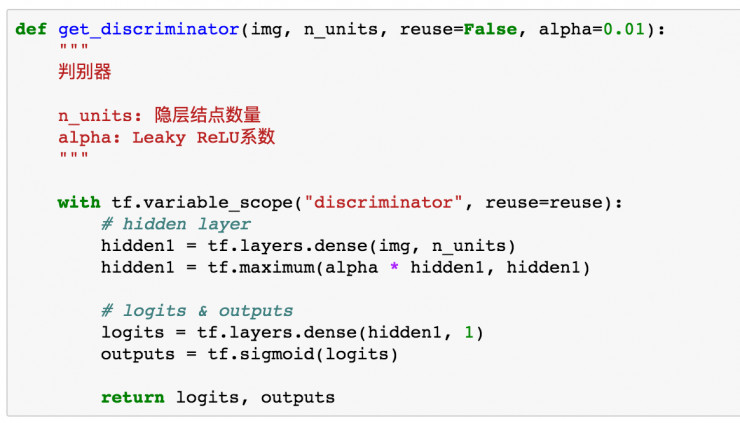 def get_discriminator(img, n_units, reuse=False, alpha=0.01):
    """
    判别器

    n_units: 隐层结点数量
    alpha: Leaky ReLU系数
    """

    with tf.variable_scope("discriminator", reuse=reuse):
        # hidden layer
        hidden1 = tf.layers.dense(img, n_units)
        hidden1 = tf.maximum(alpha * hidden1, hidden1)

        # logits & outputs
        logits = tf.layers.dense(hidden1, 1)
        outputs = tf.sigmoid(logits)

        return logits, outputs